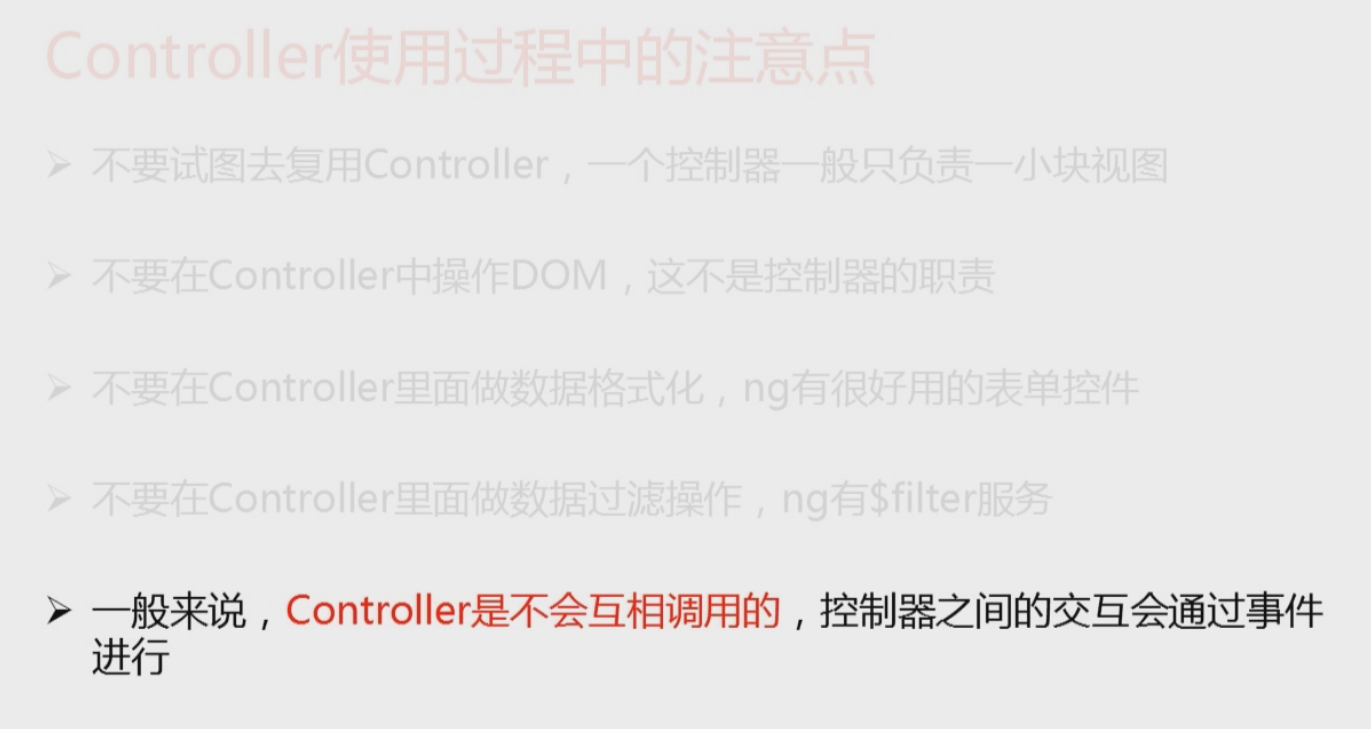 Controller使用过程中的注意点
➢ 不要试图去复用Controller，一个控制器一般只负责一小块视图
➢ 不要在Controller中操作DOM，这不是控制器的职责
➢ 不要在Controller里面做数据格式化，ng有很好用的表单控件
➢ 不要在Controller里面做数据过滤操作，ng有$filter服务
➢ 一般来说，Controller是不会互相调用的，控制器之间的交互会通过事件
进行